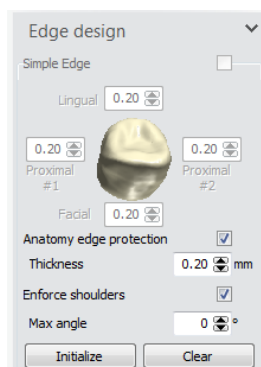 Edge design
Simple Edge
Lingual 0.20
0.20 0.20
Proximal #1 Proximal #2
Facial 0.20
Anatomy edge protection
Thickness 0.20 mm
Enforce shoulders
Max angle 0 °
Initialize Clear